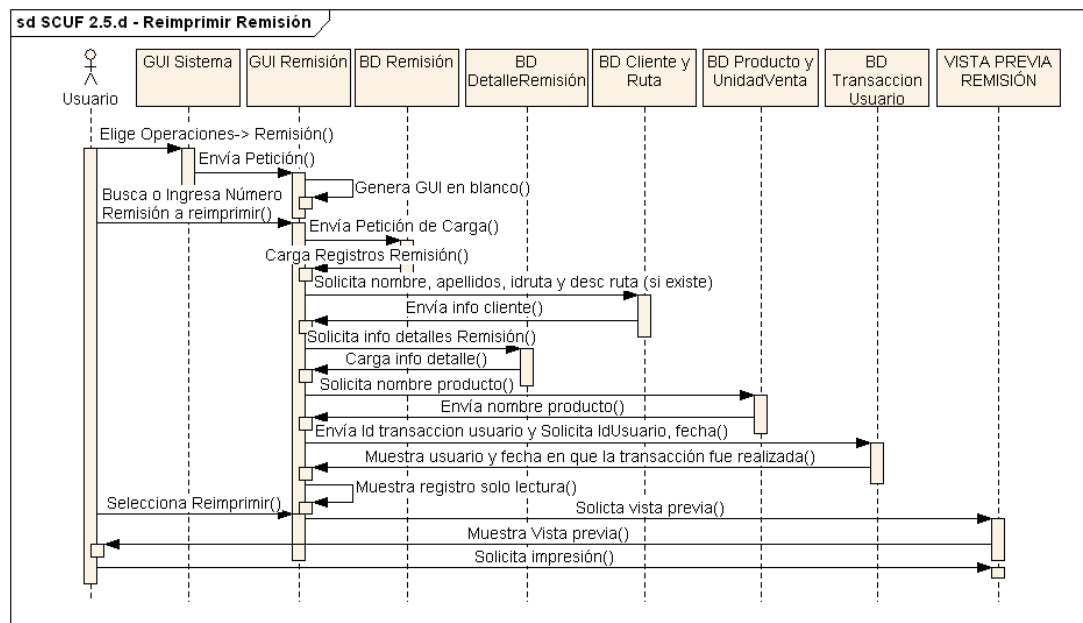 sd SCUF 2.5.d - Reimprimir Remisión
Usuario
GUI Sistema
GUI Remisión
BD Remisión
BD
DetalleRemisión
BD Cliente y
Ruta
BD Producto y
UnidadVenta
BD
Transaccion
Usuario
VISTA PREVIA
REMISIÓN
Elige Operaciones-> Remisión()
Envía Petición()
Genera GUI en blanco()
Busca o Ingresa Número
Remisión a reimprimir()
Envía Petición de Carga()
Carga Registros Remisión()
Solicita nombre, apellidos, idruta y desc ruta (si existe)
Envía info cliente()
Solicita info detalles Remisión()
Carga info detalle()
Solicita nombre producto()
Envía nombre producto()
Envía Id transaccion usuario y Solicita IdUsuario, fecha()
Muestra usuario y fecha en que la transacción fue realizada()
Muestra registro solo lectura()
Selecciona Reimprimir()
Solicta vista previa()
Muestra Vista previa()
Solicita impresión()